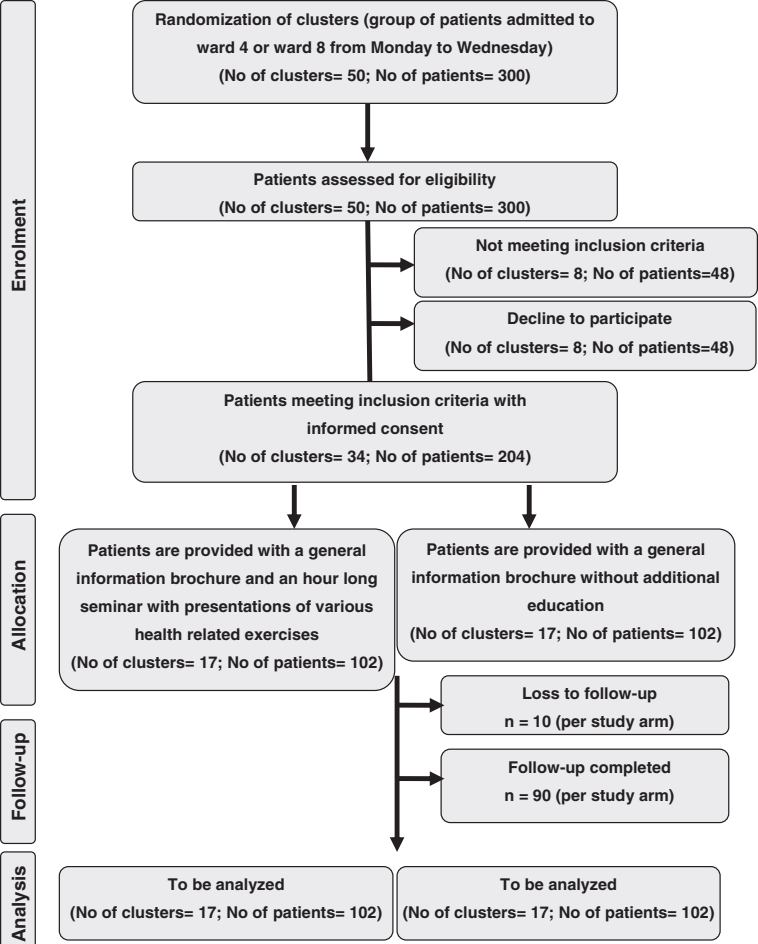 Enrolment
Randomization of clusters (group of patients admitted to
ward 4 or ward 8 from Monday to Wednesday)
(No of clusters= 50; No of patients= 300)
Patients assessed for eligibility
(No of clusters= 50; No of patients= 300)
Not meeting inclusion criteria
(No of clusters= 8; No of patients=48)
Decline to participate
(No of clusters= 8; No of patients=48)
Patients meeting inclusion criteria with
informed consent
(No of clusters= 34; No of patients= 204)
Allocation
Patients are provided with a general
information brochure and an hour long
seminar with presentations of various
health related exercises
(No of clusters= 17; No of patients= 102)
Patients are provided with a general
information brochure without additional
education
(No of clusters= 17; No of patients= 102)
Follow-up
Loss to follow-up
n = 10 (per study arm)
Follow-up completed
n = 90 (per study arm)
Analysis
To be analyzed
(No of clusters= 17; No of patients= 102)
To be analyzed
(No of clusters= 17; No of patients= 102)